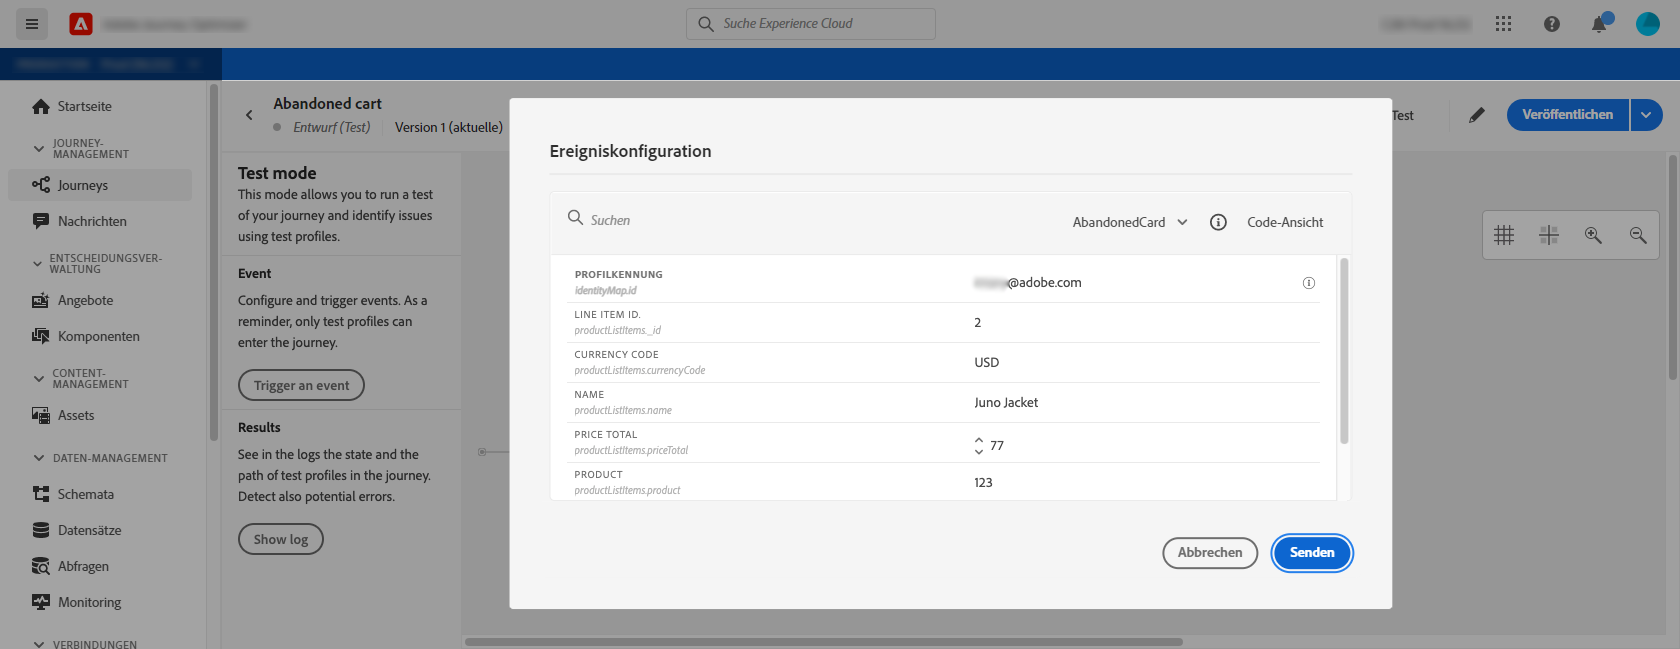 Suche Experience Cloud
Startseite
JOURNEY-
MANAGEMENT
Journeys
Nachrichten
ENTSCHEIDUNGSVER-
WALTUNG
Angebote
Komponenten
CONTENT-
MANAGEMENT
Assets
DATEN-MANAGEMENT
Schemata
Datensätze
Abfragen
Monitoring
VERBINDUNGEN
Abandoned cart
Entwurf (Test)
Version 1 (aktuelle)
Test
Veröffentlichen
Test mode
This mode allows you to run a test
of your journey and identify issues
using test profiles.
Event
Configure and trigger events. As a
reminder, only test profiles can
enter the journey.
Trigger an event
Results
See in the logs the state and the
path of test profiles in the journey.
Detect also potential errors.
Show log
Ereigniskonfiguration
Suchen
AbandonedCard
Code-Ansicht
PROFILKENNUNG
identityMap.id
@adobe.com
LINE ITEM ID.
productListItems._id
2
CURRENCY CODE
productListItems.currencyCode
USD
NAME
productListItems.name
Juno Jacket
PRICE TOTAL
productListItems.priceTotal
77
PRODUCT
productListItems.product
123
Abbrechen
Senden